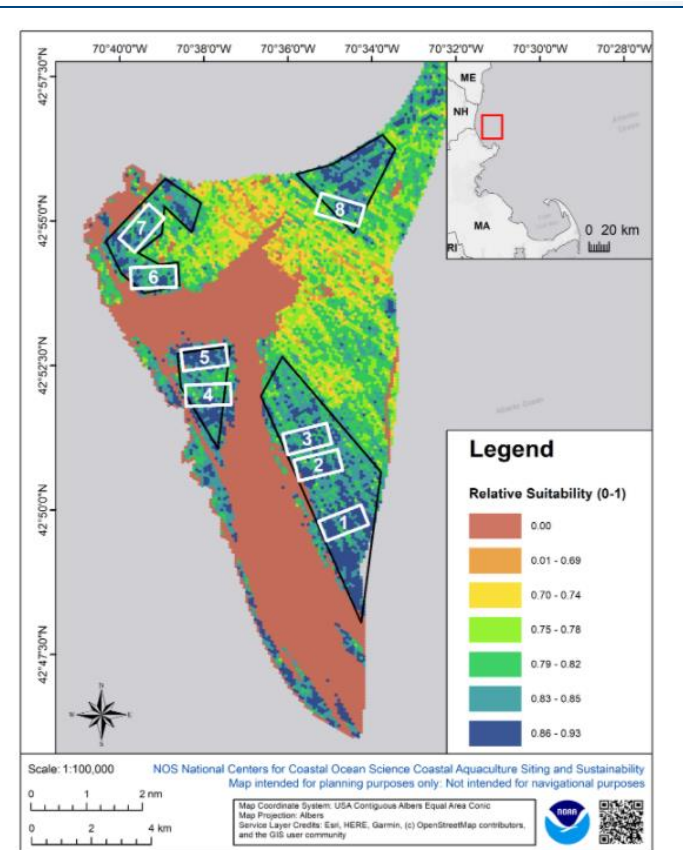 70°40'0"W 70°38'0"W 70°36'0"W 70°34'0"W 70°32'0"W 70°30'0"W 70°28'0"W
42°57'30"N
42°55'0"N
42°52'30"N
42°50'0"N
42°47'30"N
ME
NH
MA
RI
0 20 km
8
7
6
5
4
3
2
1
Atlantic Ocean
Legend
Relative Suitability (0-1)
0.00
0.01 - 0.69
0.70 - 0.74
0.75 - 0.78
0.79 - 0.82
0.83 - 0.85
0.86 - 0.93
N
W E
S
Scale: 1:100,000
0 1 2 nm
0 2 4 km
NOS National Centers for Coastal Ocean Science Coastal Aquaculture Siting and Sustainability
Map intended for planning purposes only: Not intended for navigational purposes
Map Coordinate System: USA Contiguous Albers Equal Area Conic
Map Projection: Albers
Service Layer Credits: Esri, HERE, Garmin, (c) OpenStreetMap contributors,
and the GIS user community
NOAA